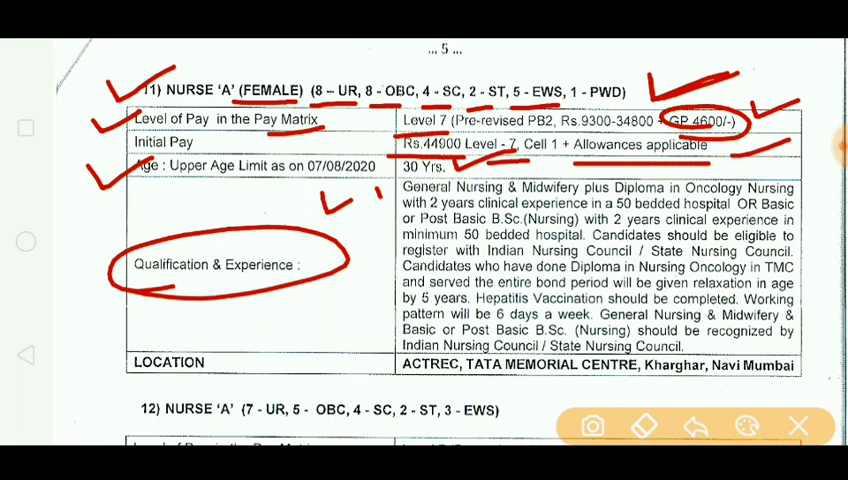 ... 5 ...
11) NURSE 'A' (FEMALE) (8 – UR, 8 - OBC, 4 - SC, 2 - ST, 5 - EWS, 1 - PWD)
Level of Pay in the Pay Matrix
Level 7 (Pre-revised PB2, Rs.9300-34800 + GP 4600/-)
Initial Pay
Rs.44900 Level - 7, Cell 1 + Allowances applicable
Age : Upper Age Limit as on 07/08/2020
30 Yrs.
Qualification & Experience :
General Nursing & Midwifery plus Diploma in Oncology Nursing
with 2 years clinical experience in a 50 bedded hospital OR Basic
or Post Basic B.Sc.(Nursing) with 2 years clinical experience in
minimum 50 bedded hospital. Candidates should be eligible to
register with Indian Nursing Council / State Nursing Council.
Candidates who have done Diploma in Nursing Oncology in TMC
and served the entire bond period will be given relaxation in age
by 5 years. Hepatitis Vaccination should be completed. Working
pattern will be 6 days a week. General Nursing & Midwifery &
Basic or Post Basic B.Sc. (Nursing) should be recognized by
Indian Nursing Council / State Nursing Council.
LOCATION
ACTREC, TATA MEMORIAL CENTRE, Kharghar, Navi Mumbai
12) NURSE 'A' (7 - UR, 5 - OBC, 4 - SC, 2 - ST, 3 - EWS)